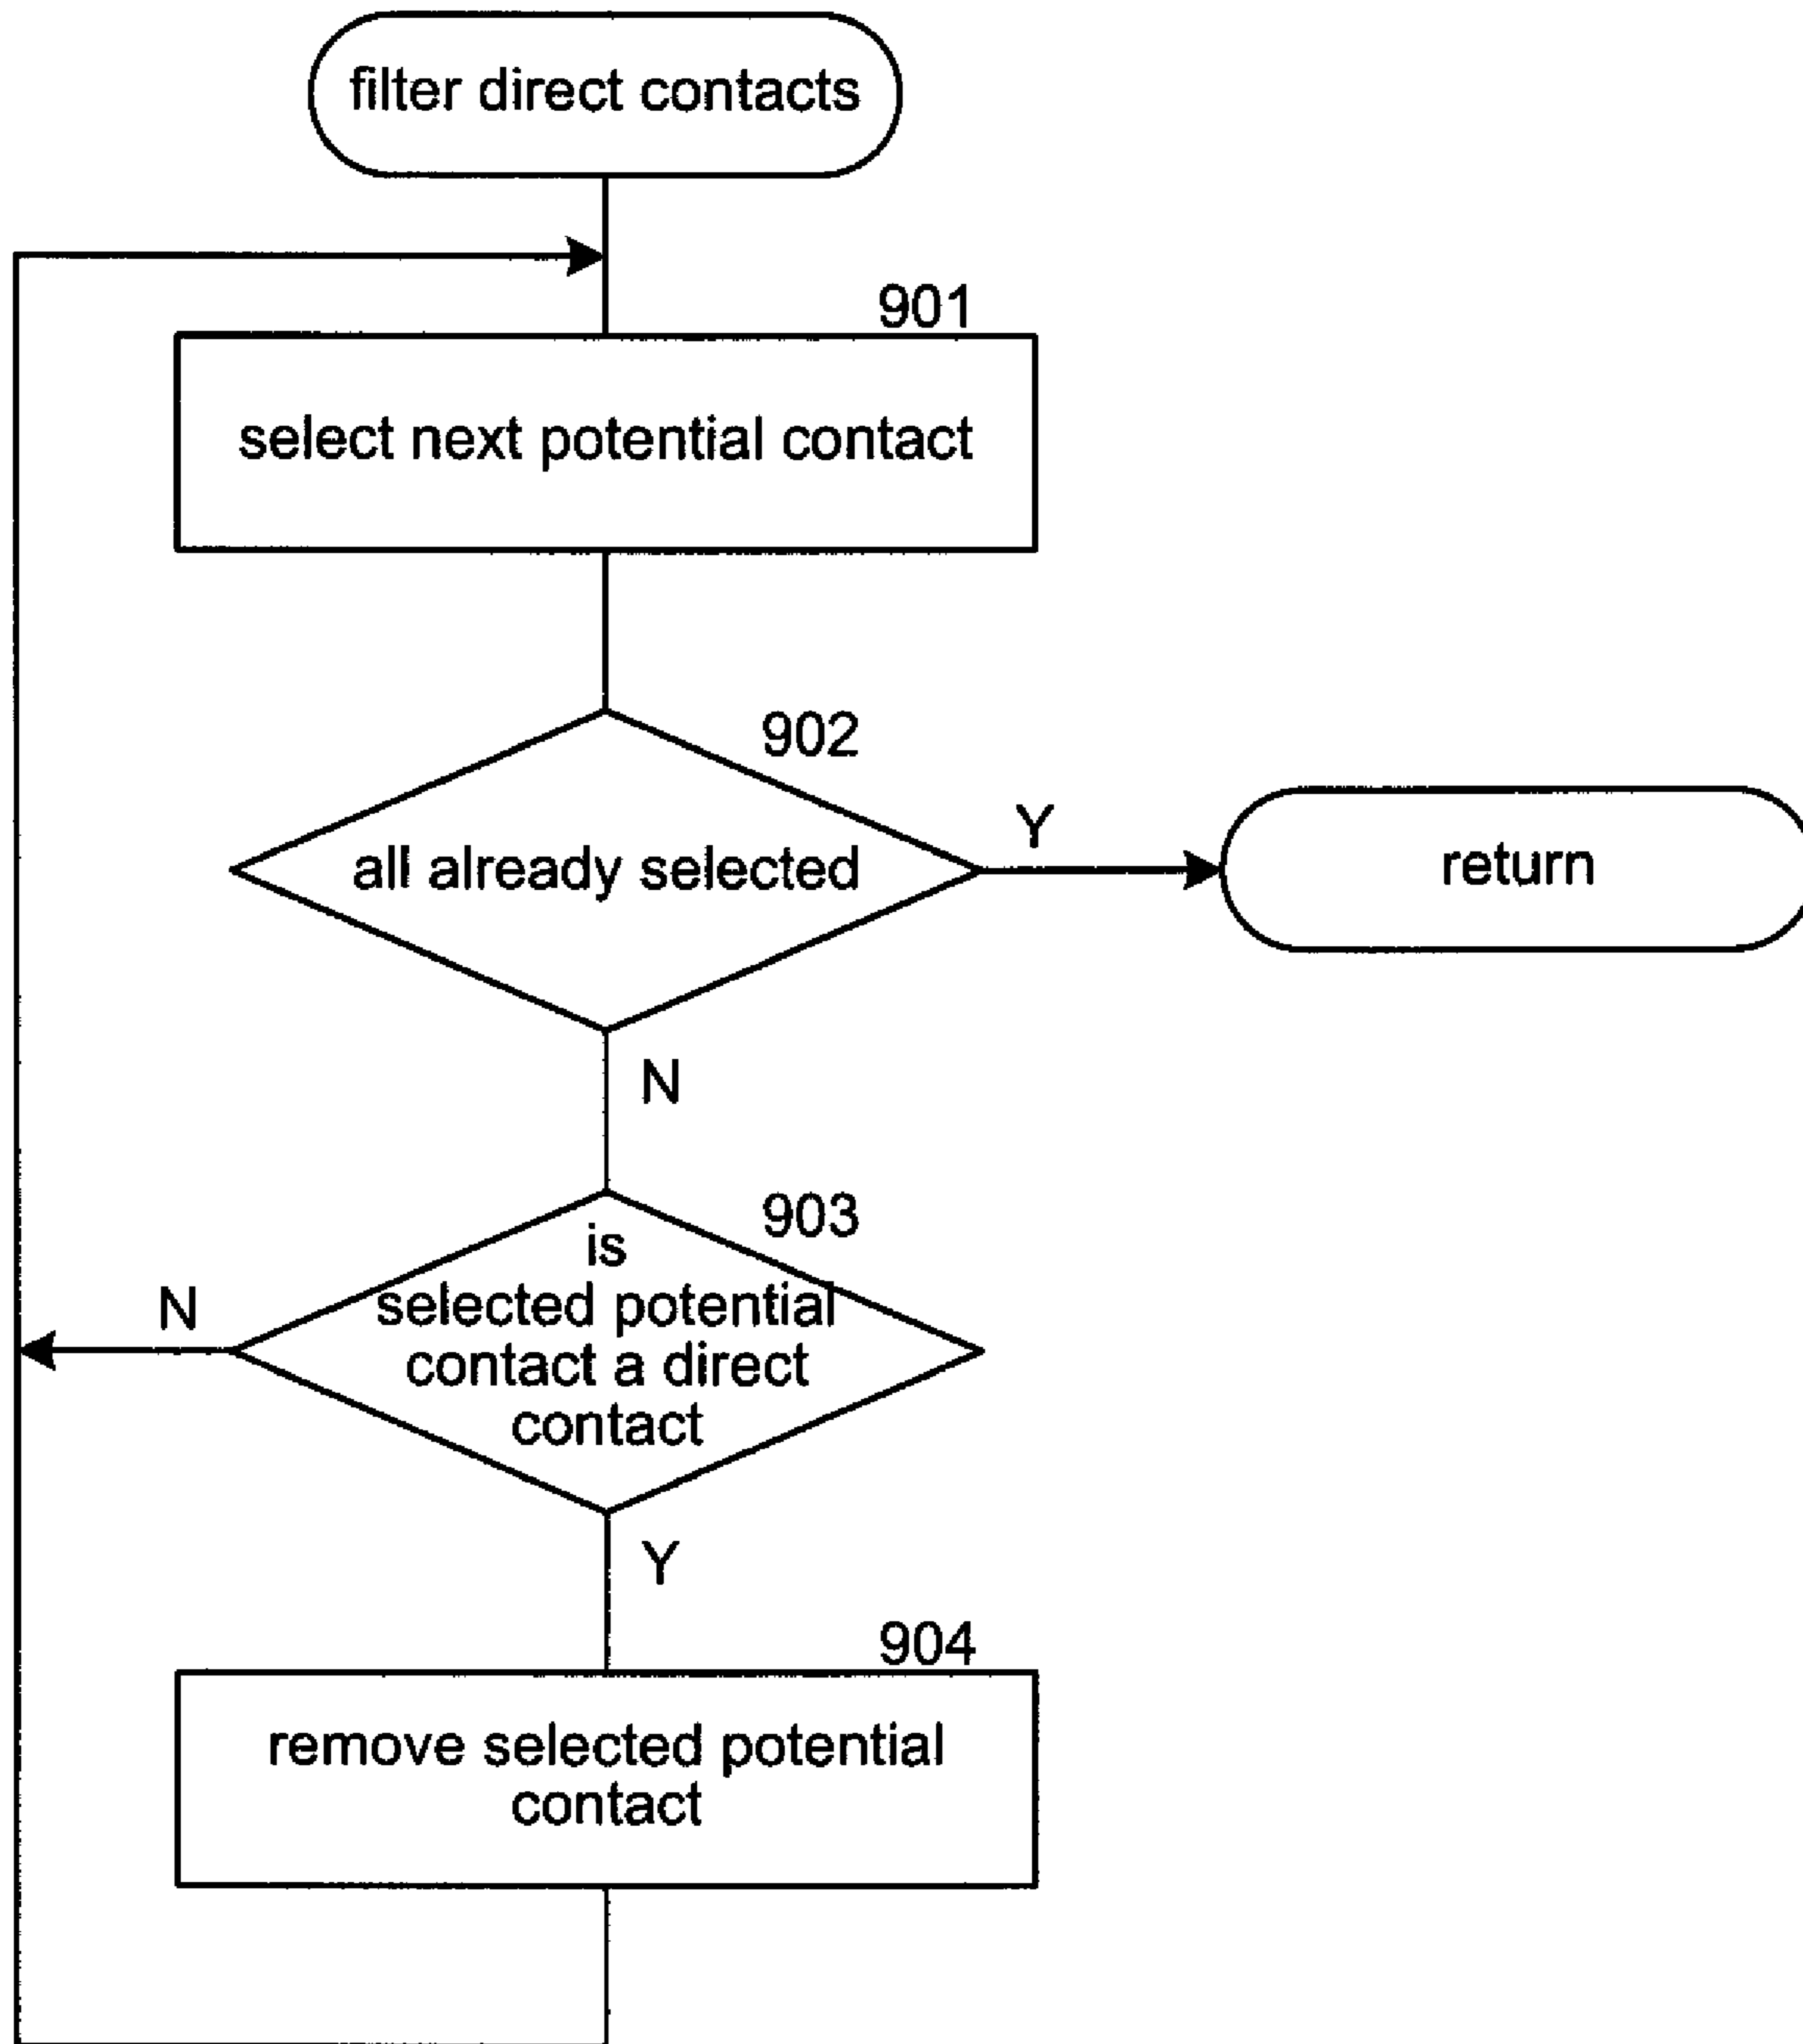 filter direct contacts
901
select next potential contact
902
all already selected
Y
return
N
903
is
selected potential
contact a direct
contact
N
Y
904
remove selected potential
contact